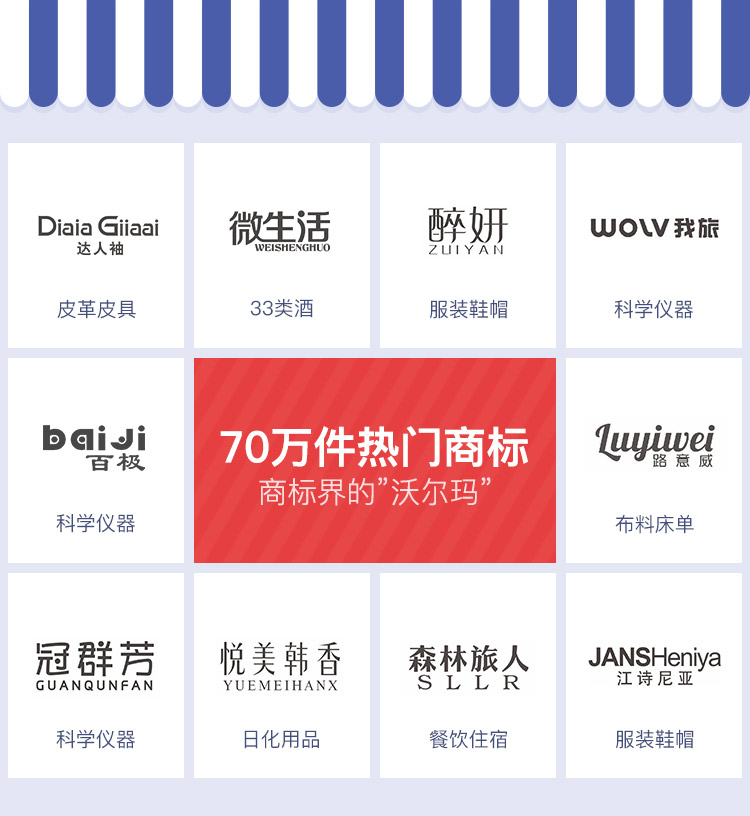 Diaia Giiaai
达人袖
皮革皮具
微生活
WEISHENGHUO
33类酒
醉妍
ZUIYAN
服装鞋帽
WOLV我旅
科学仪器
baiJi
百极
科学仪器
70万件热门商标
商标界的”沃尔玛”
Luyiwei
路意威
布料床单
冠群芳
GUANQUNFAN
科学仪器
悦美韩香
YUEMEIHANX
日化用品
森林旅人
SLLR
餐饮住宿
JANSHeniya
江诗尼亚
服装鞋帽